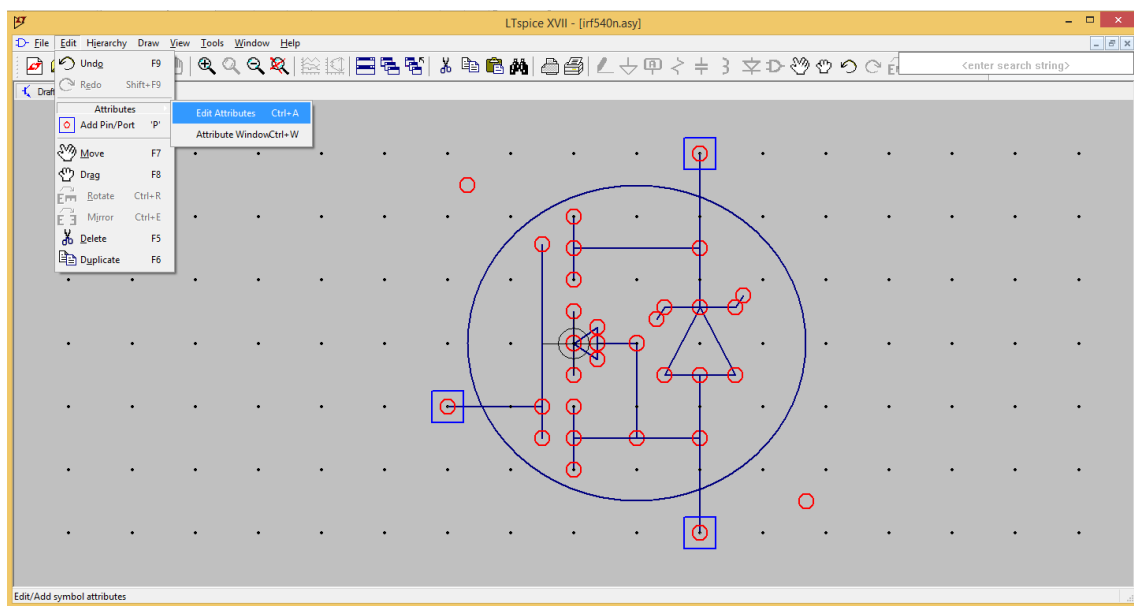 LTspice XVII - [irf540n.asy]
File Edit Hierarchy Draw View Tools Window Help
<enter search string>
Undo F9
Redo Shift+F9
Attributes
Add Pin/Port 'P'
Move F7
Drag F8
Rotate Ctrl+R
Mirror Ctrl+E
Delete F5
Duplicate F6
Edit Attributes Ctrl+A
Attribute Window Ctrl+W
Edit/Add symbol attributes